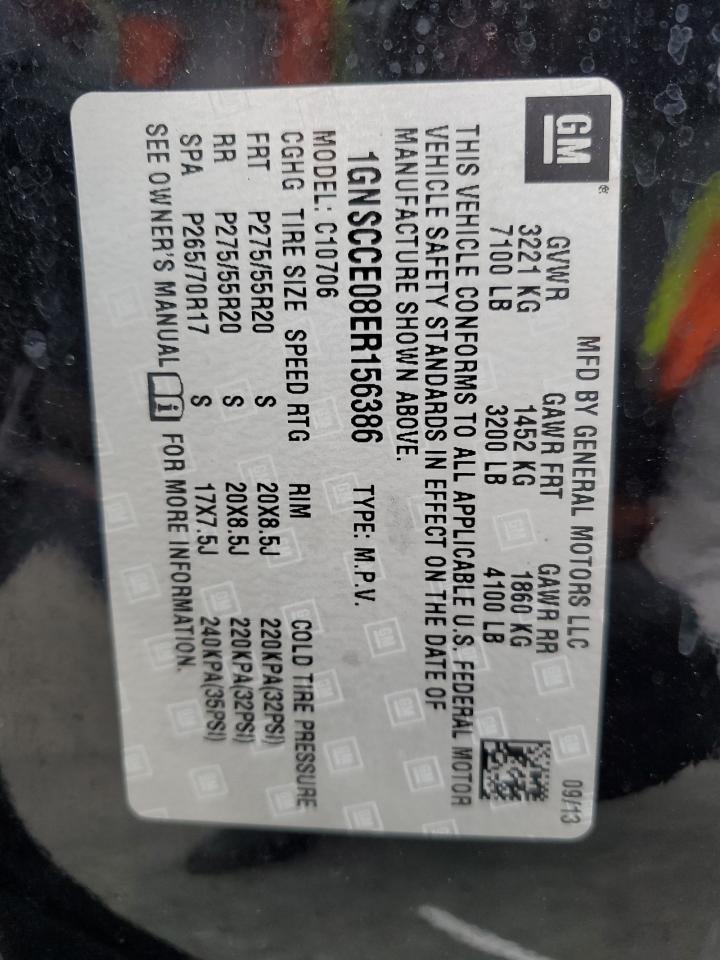 GM®
MFD BY GENERAL MOTORS LLC 09/13
GVWR GAWR FRT GAWR RR
3221 KG 1452 KG 1860 KG
7100 LB 3200 LB 4100 LB
THIS VEHICLE CONFORMS TO ALL APPLICABLE U.S. FEDERAL MOTOR
VEHICLE SAFETY STANDARDS IN EFFECT ON THE DATE OF
MANUFACTURE SHOWN ABOVE.
1GNSCCE08ER156386 TYPE: M.P.V.
MODEL: C10706
CGHG TIRE SIZE SPEED RTG RIM COLD TIRE PRESSURE
FRT P275/55R20 S 20X8.5J 220KPA(32PSI)
RR P275/55R20 S 20X8.5J 220KPA(32PSI)
SPA P265/70R17 S 17X7.5J 240KPA(35PSI)
SEE OWNER'S MANUAL FOR MORE INFORMATION.